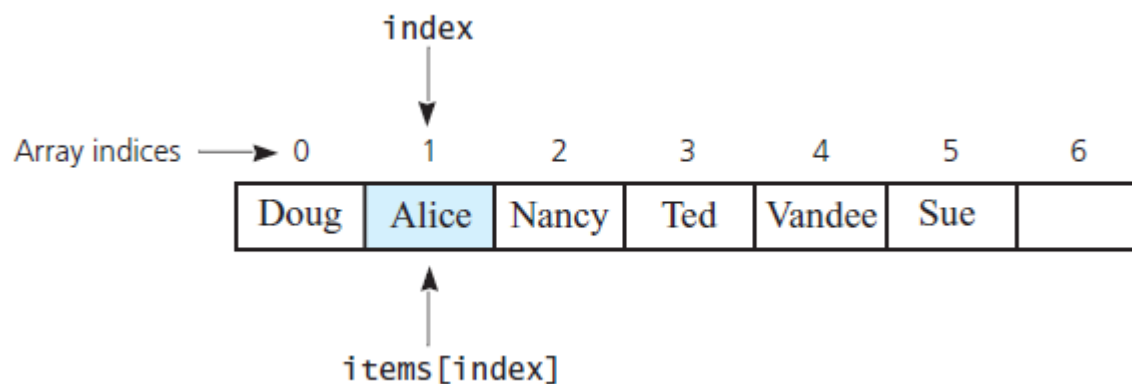 index
Array indices 0 1 2 3 4 5 6
Doug Alice Nancy Ted Vandee Sue
items[index]